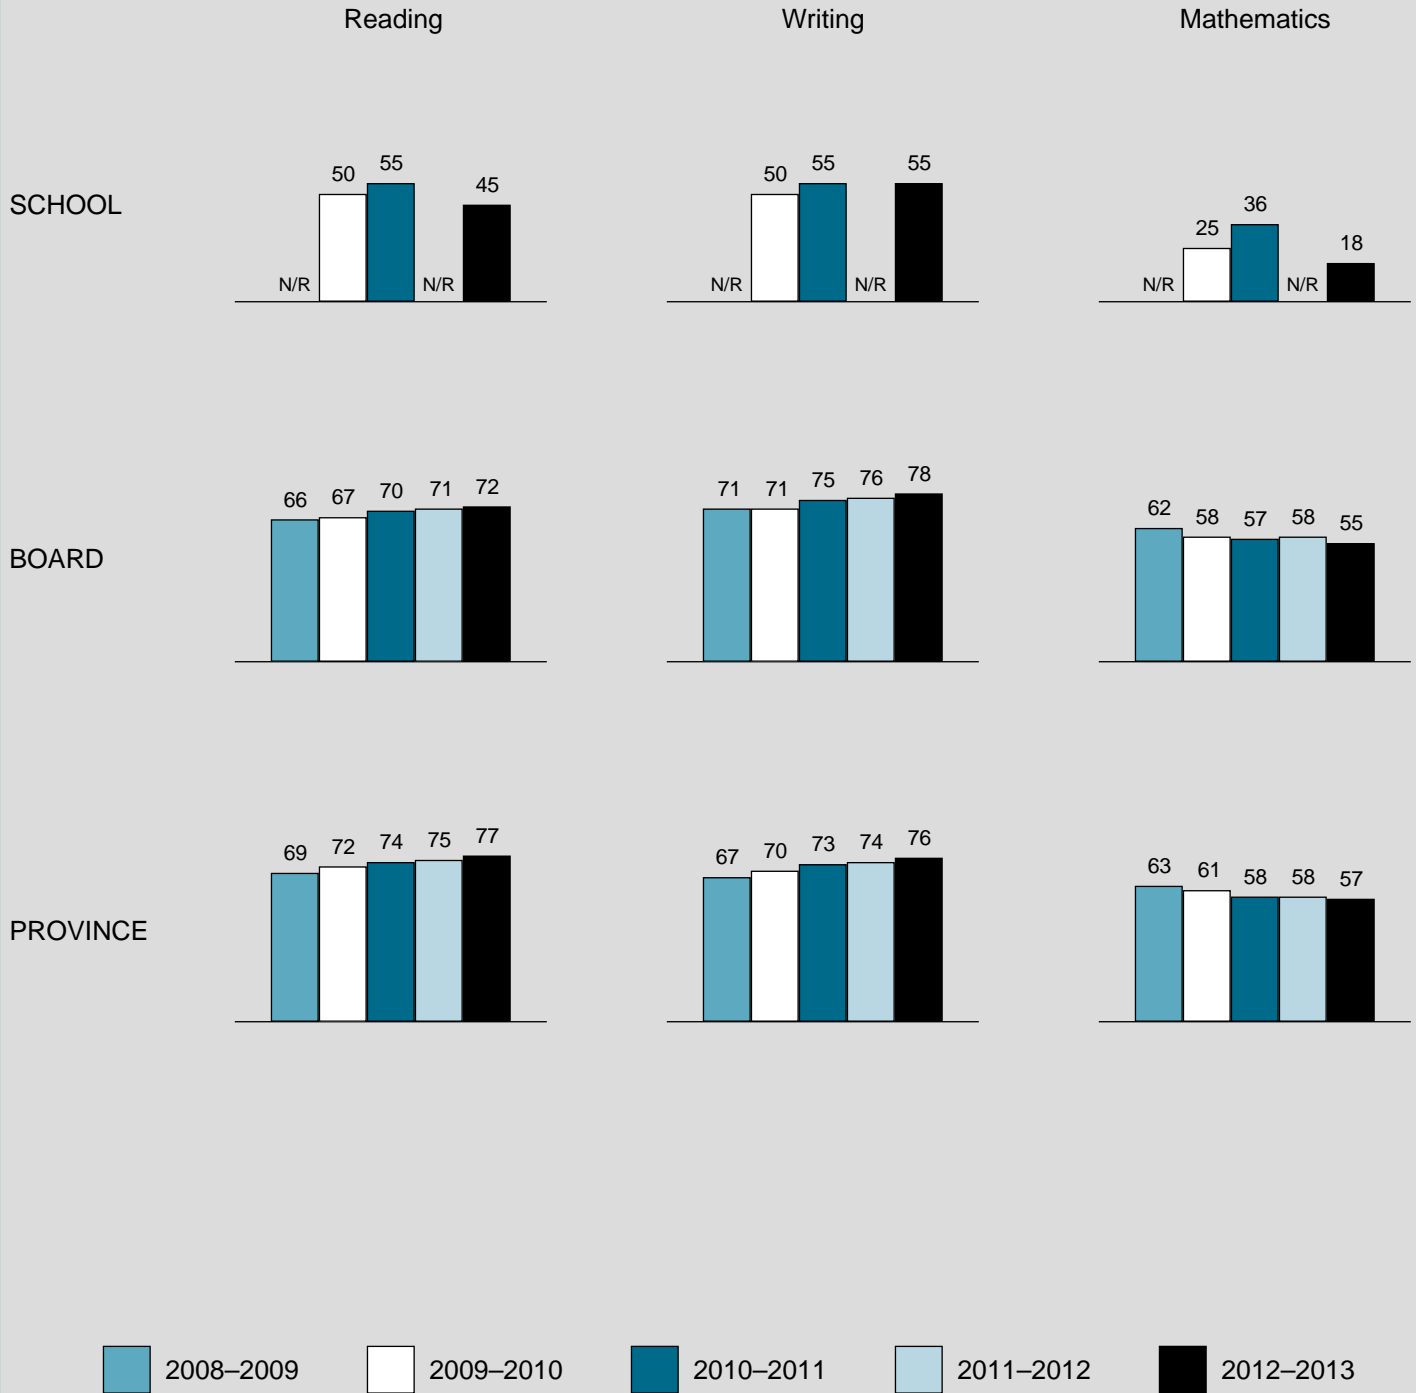 Reading Writing Mathematics
SCHOOL
N/R 50 55 N/R 45
N/R 50 55 N/R 55
N/R 25 36 N/R 18
BOARD
66 67 70 71 72
71 71 75 76 78
62 58 57 58 55
PROVINCE
69 72 74 75 77
67 70 73 74 76
63 61 58 58 57
2008–2009 2009–2010 2010–2011 2011–2012 2012–2013